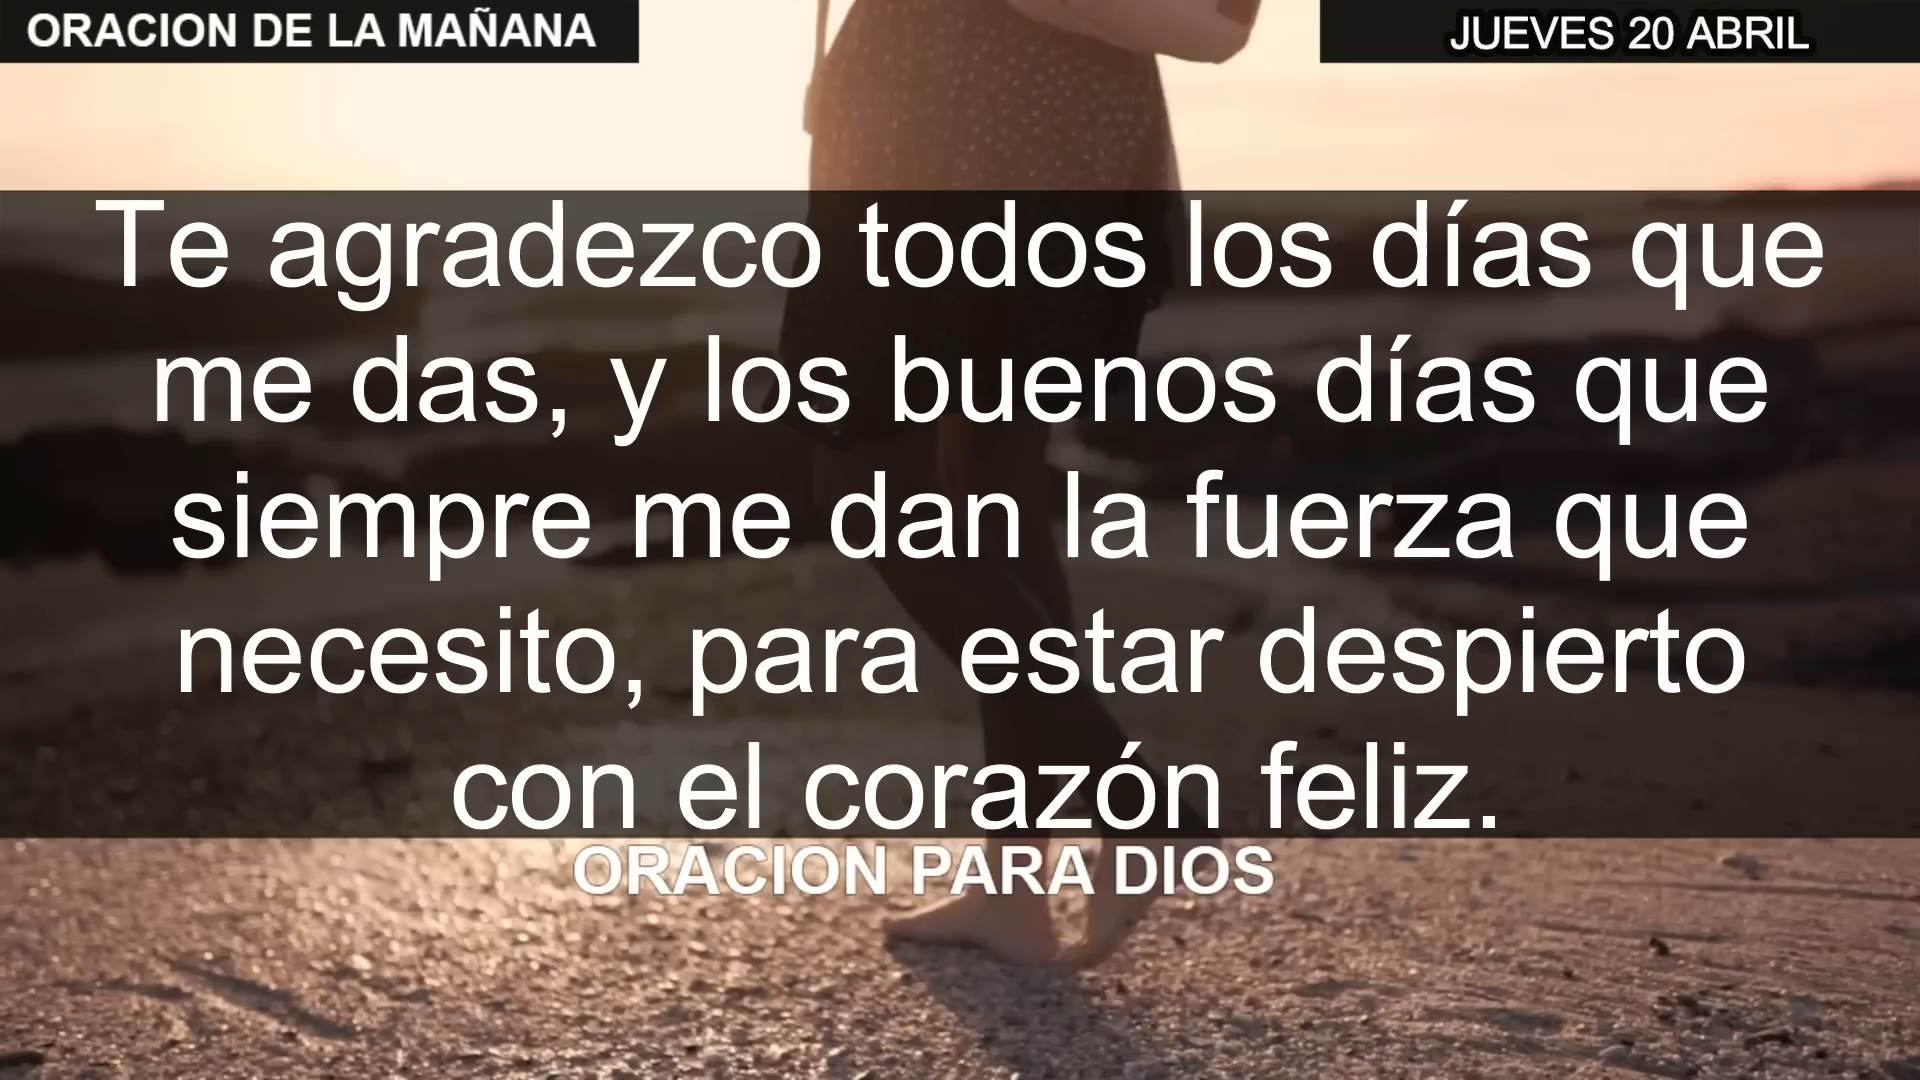 ORACION DE LA MAÑANA
JUEVES 20 ABRIL
Te agradezco todos los días que
me das, y los buenos días que
siempre me dan la fuerza que
necesito, para estar despierto
con el corazón feliz.
ORACION PARA DIOS